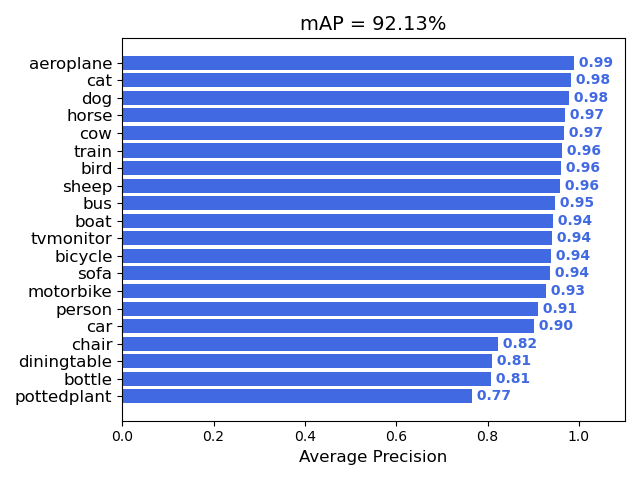 mAP = 92.13%
aeroplane 0.99
cat 0.98
dog 0.98
horse 0.97
cow 0.97
train 0.96
bird 0.96
sheep 0.96
bus 0.95
boat 0.94
tvmonitor 0.94
bicycle 0.94
sofa 0.94
motorbike 0.93
person 0.91
car 0.90
chair 0.82
diningtable 0.81
bottle 0.81
pottedplant 0.77
0.0 0.2 0.4 0.6 0.8 1.0
Average Precision